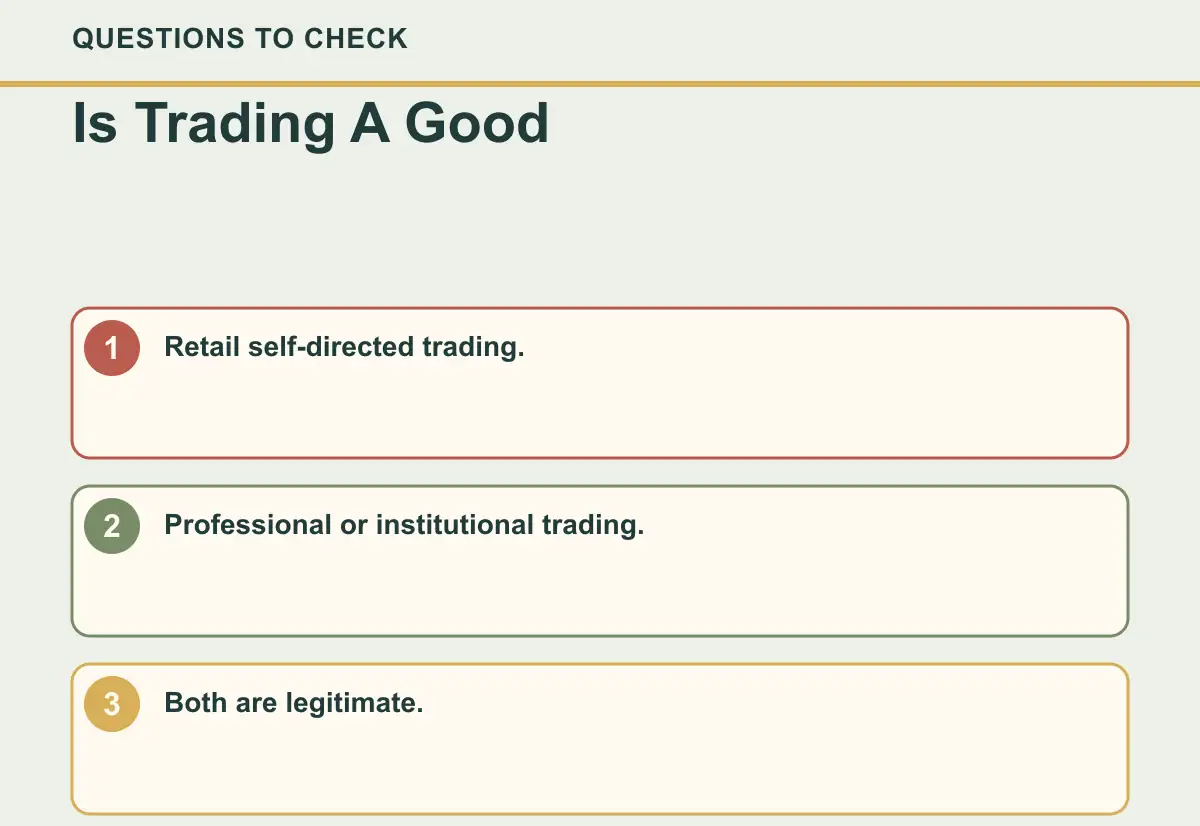 QUESTIONS TO CHECK
Is Trading A Good
1 Retail self-directed trading.
2 Professional or institutional trading.
3 Both are legitimate.